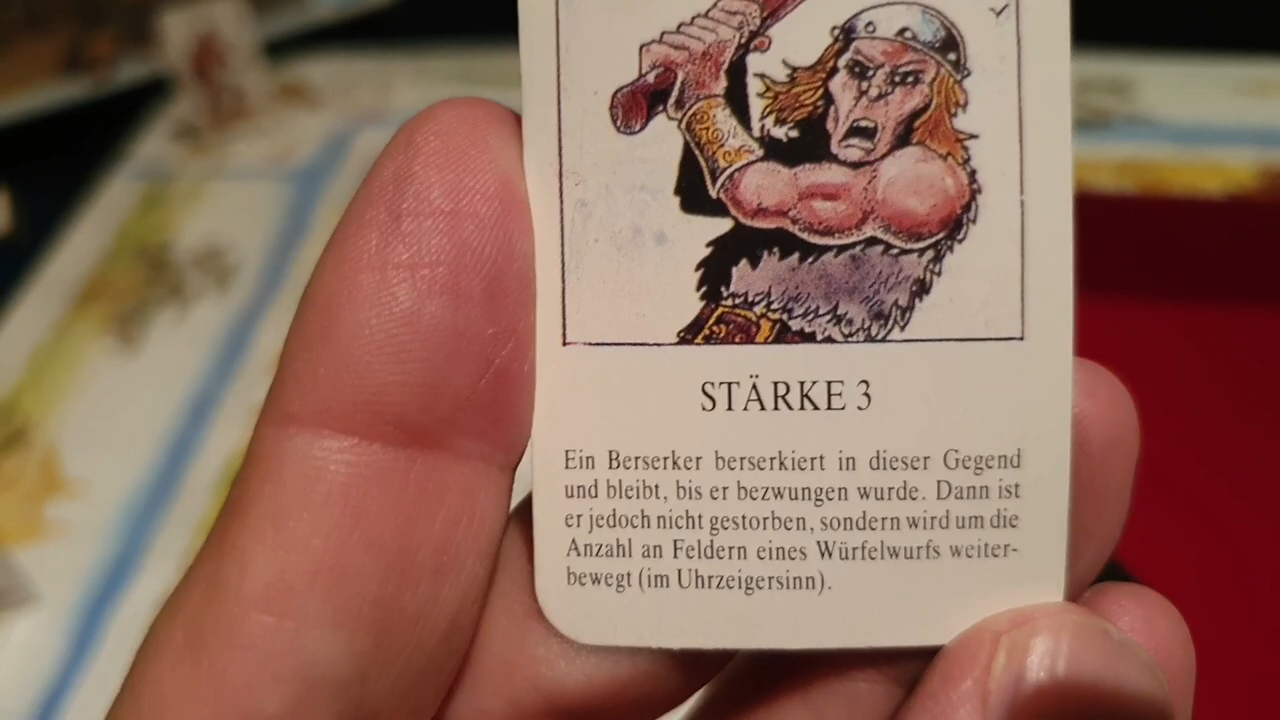 STÄRKE 3
Ein Berserker berserkiert in dieser Gegend
und bleibt, bis er bezwungen wurde. Dann ist
er jedoch nicht gestorben, sondern wird um die
Anzahl an Feldern eines Würfelwurfs weiter-
bewegt (im Uhrzeigersinn).